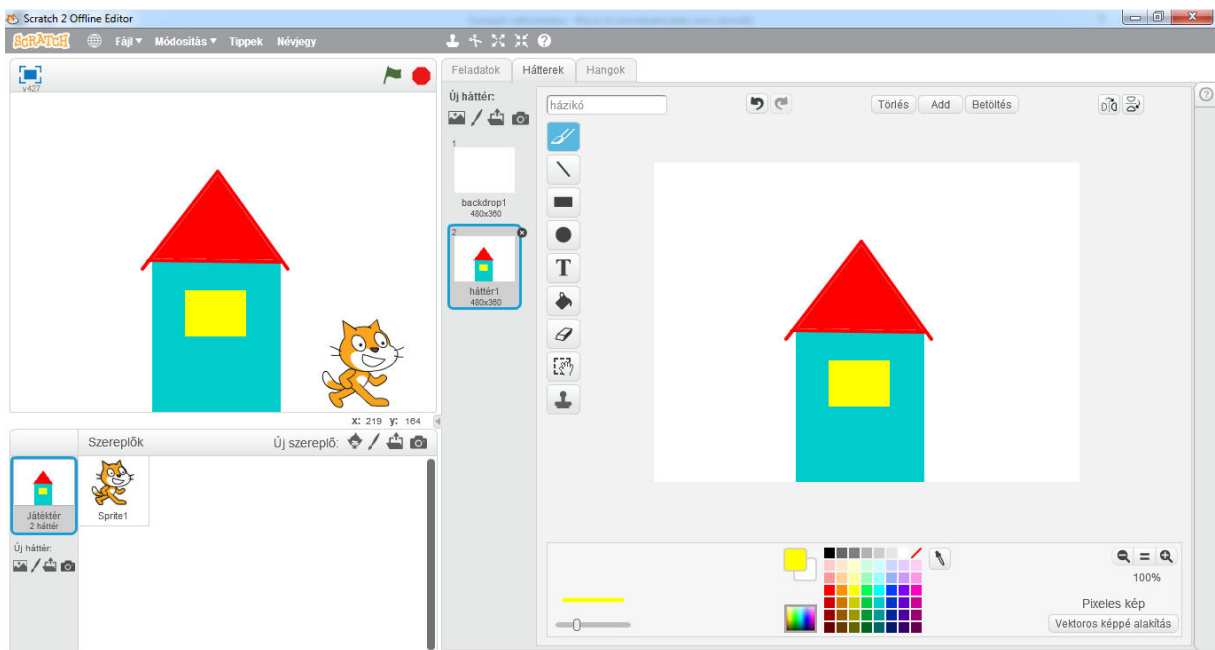 Scratch 2 Offline Editor
SCRATCH Fájl Módosítás Tippek Névjegy
v427
Feladatok Hátterek Hangok
Új háttér:
házikó
Törlés Add Betöltés
1
backdrop1
480x360
2
háttér1
480x360
T
x: 219 y: 164
Szereplők Új szereplő:
Játéktér
2 háttér
Sprite1
Új háttér:
100%
Pixeles kép
Vektoros képpé alakítás